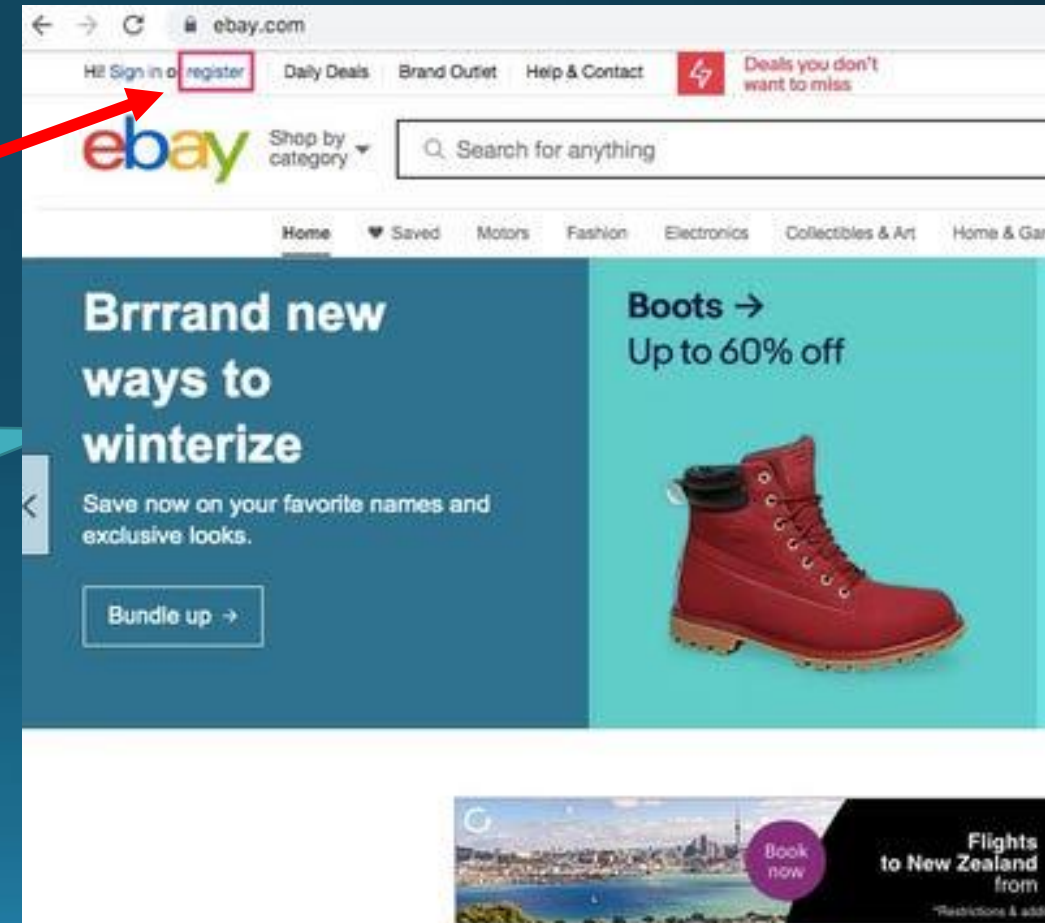 ebay.com
Hi! Sign in o register Daily Deals Brand Outlet Help & Contact
Deals you don't
want to miss
ebay
Shop by
category
Search for anything
Home Saved Motors Fashion Electronics Collectibles & Art Home & Gar
Brrrand new
ways to
winterize
Save now on your favorite names and
exclusive looks.
Bundle up →
Boots →
Up to 60% off
Book
now
Flights
to New Zealand
from
*Restrictions & addi